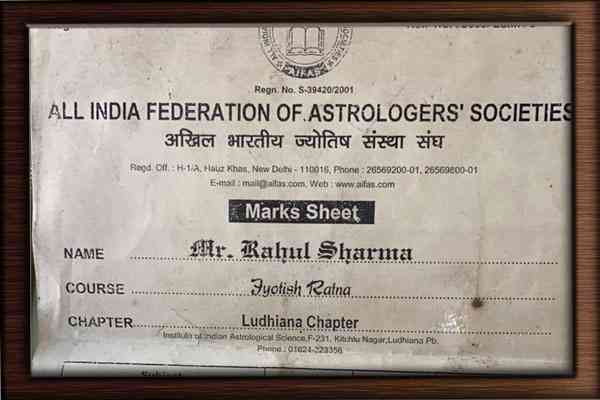 AIFAS
Regn. No. S-39420/2001
ALL INDIA FEDERATION OF ASTROLOGERS' SOCIETIES
अखिल भारतीय ज्योतिष संस्था संघ
Regd. Off. : H-1/A, Hauz Khas, New Delhi - 110016, Phone : 26569200-01, 26569800-01
E-mail : mail@aifas.com, Web : www.aifas.com
Marks Sheet
NAME Mr. Rahul Sharma
COURSE Jyotish Ratna
CHAPTER Ludhiana Chapter
Institute of Indian Astrological Science, F-231, Kitchlu Nagar, Ludhiana Pb.
Phone : 01624-223356